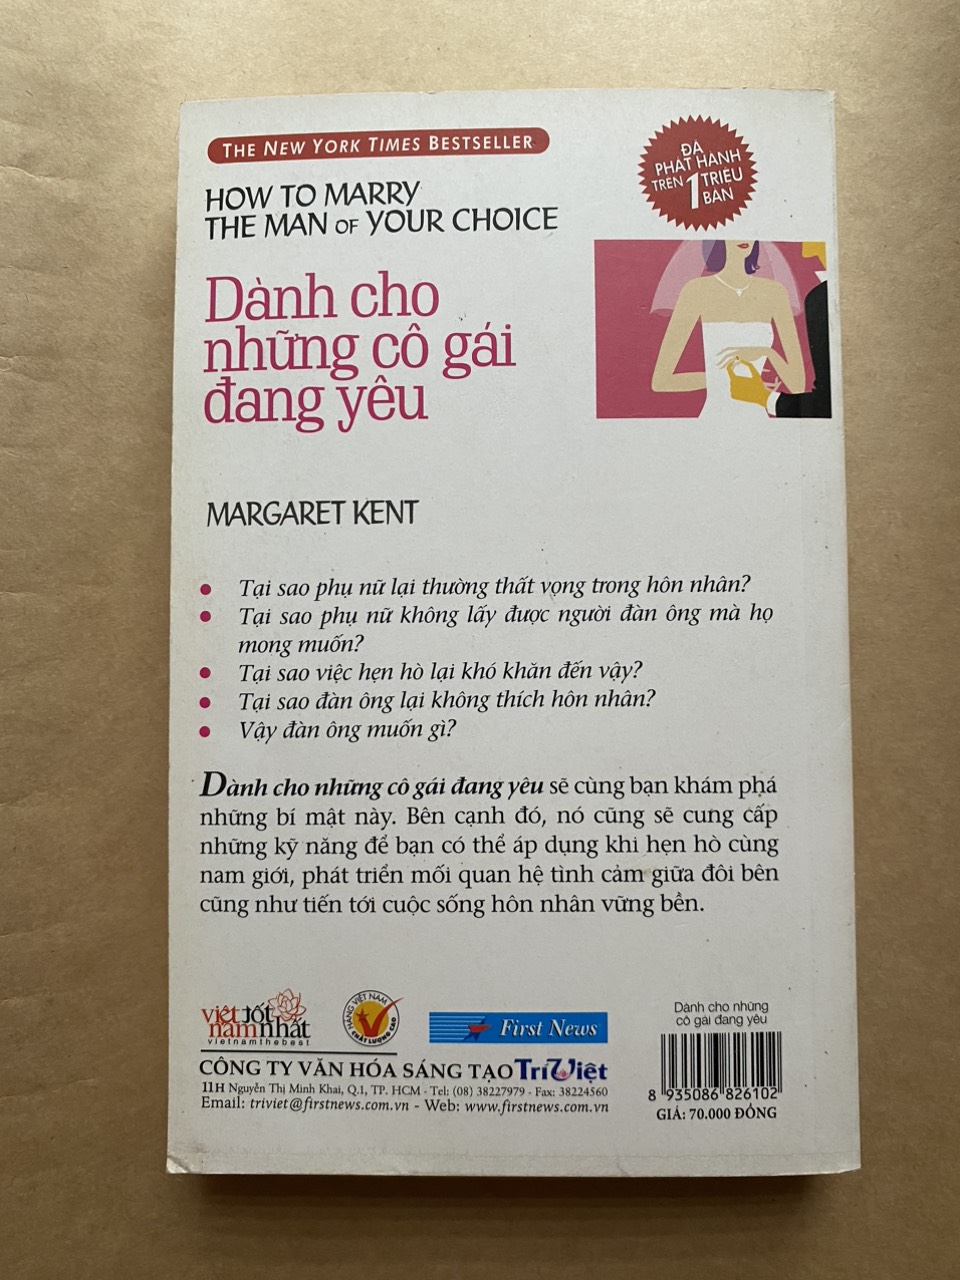 THE NEW YORK TIMES BESTSELLER
ĐÃ
PHÁT HÀNH
TRÊN 1 TRIỆU
BẢN
HOW TO MARRY
THE MAN OF YOUR CHOICE
Dành cho
những cô gái
đang yêu
MARGARET KENT
• Tại sao phụ nữ lại thường thất vọng trong hôn nhân?
• Tại sao phụ nữ không lấy được người đàn ông mà họ
mong muốn?
• Tại sao việc hẹn hò lại khó khăn đến vậy?
• Tại sao đàn ông lại không thích hôn nhân?
• Vậy đàn ông muốn gì?
Dành cho những cô gái đang yêu sẽ cùng bạn khám phá
những bí mật này. Bên cạnh đó, nó cũng sẽ cung cấp
những kỹ năng để bạn có thể áp dụng khi hẹn hò cùng
nam giới, phát triển mối quan hệ tình cảm giữa đôi bên
cũng như tiến tới cuộc sống hôn nhân vững bền.
việt tốt
nam nhất
vietnamthebest
HÀNG VIỆT NAM
CHẤT LƯỢNG CAO
First News
CÔNG TY VĂN HÓA SÁNG TẠO Trí Việt
11H Nguyễn Thị Minh Khai, Q.1, TP. HCM - Tel: (08) 38227979 - Fax: 38224560
Email: triviet@firstnews.com.vn - Web: www.firstnews.com.vn
Dành cho những
cô gái đang yêu
8 935086 826102
GIÁ: 70.000 ĐỒNG